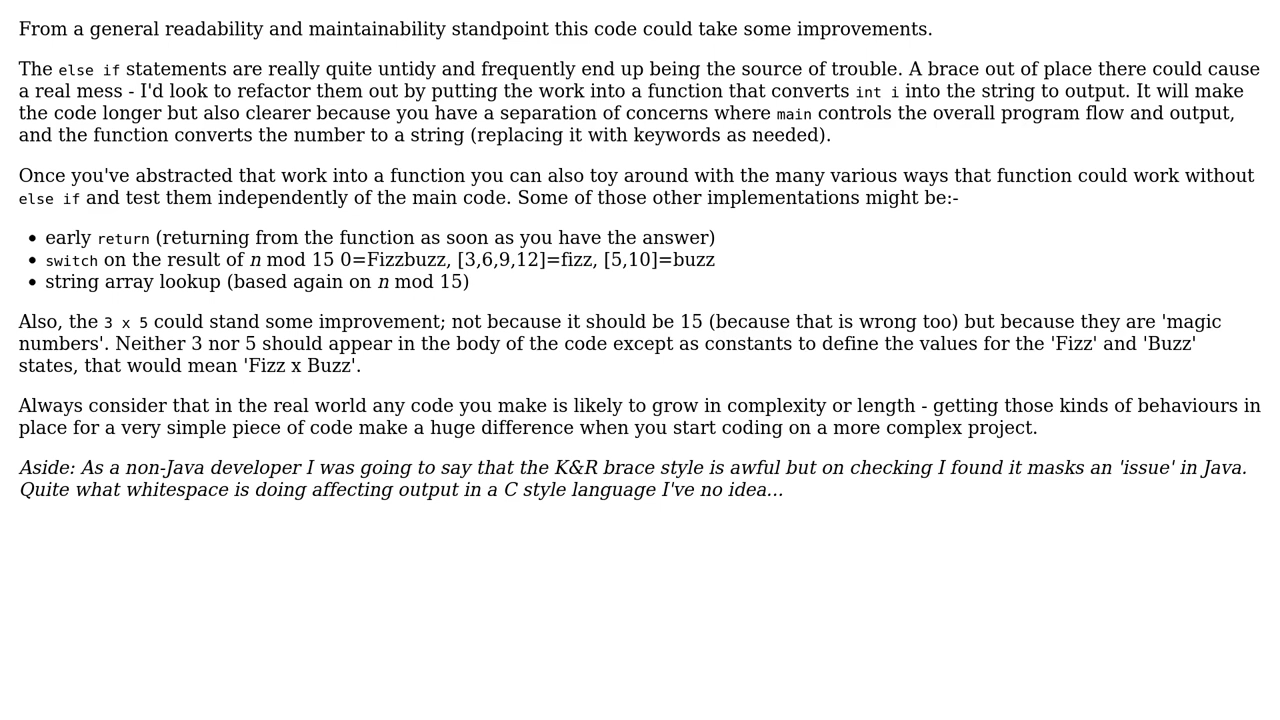 From a general readability and maintainability standpoint this code could take some improvements.
The else if statements are really quite untidy and frequently end up being the source of trouble. A brace out of place there could cause
a real mess - I'd look to refactor them out by putting the work into a function that converts int i into the string to output. It will make
the code longer but also clearer because you have a separation of concerns where main controls the overall program flow and output,
and the function converts the number to a string (replacing it with keywords as needed).
Once you've abstracted that work into a function you can also toy around with the many various ways that function could work without
else if and test them independently of the main code. Some of those other implementations might be:-
• early return (returning from the function as soon as you have the answer)
• switch on the result of n mod 15 0=Fizzbuzz, [3,6,9,12]=fizz, [5,10]=buzz
• string array lookup (based again on n mod 15)
Also, the 3 x 5 could stand some improvement; not because it should be 15 (because that is wrong too) but because they are 'magic
numbers'. Neither 3 nor 5 should appear in the body of the code except as constants to define the values for the 'Fizz' and 'Buzz'
states, that would mean 'Fizz x Buzz'.
Always consider that in the real world any code you make is likely to grow in complexity or length - getting those kinds of behaviours in
place for a very simple piece of code make a huge difference when you start coding on a more complex project.
Aside: As a non-Java developer I was going to say that the K&R brace style is awful but on checking I found it masks an 'issue' in Java.
Quite what whitespace is doing affecting output in a C style language I've no idea...